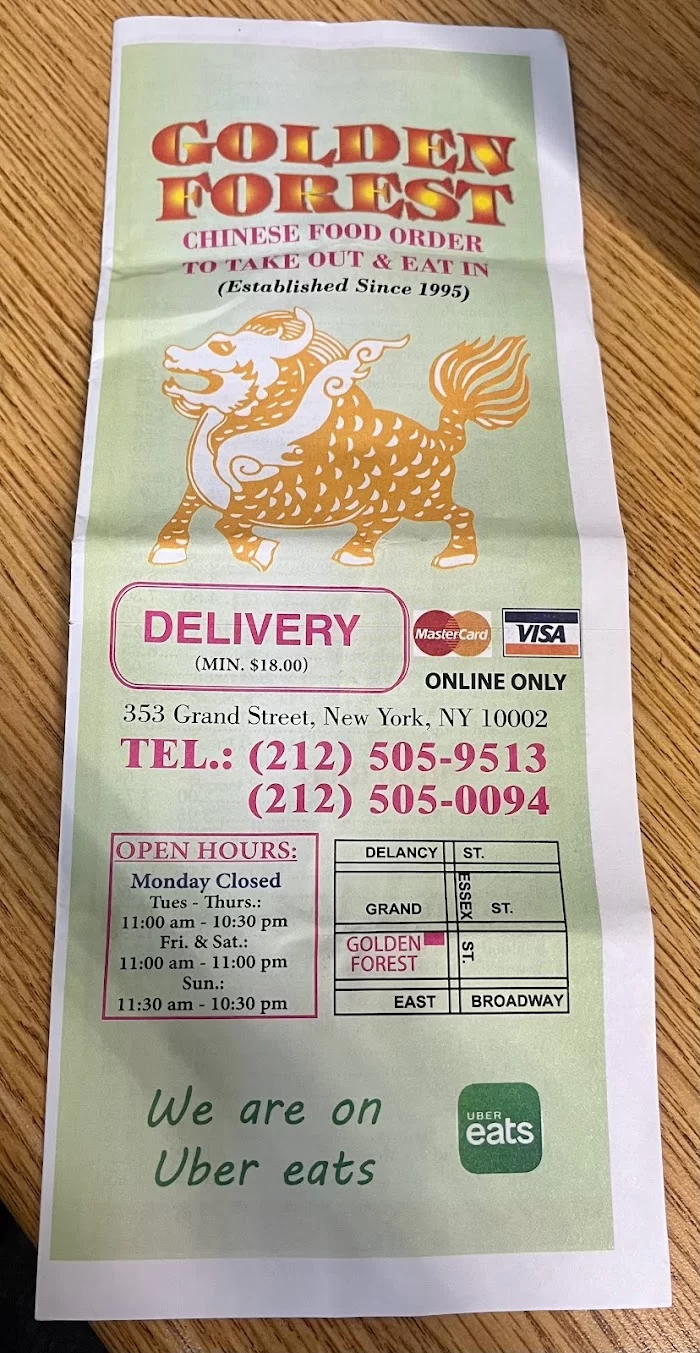 GOLDEN
FOREST
CHINESE FOOD ORDER
TO TAKE OUT & EAT IN
(Established Since 1995)
DELIVERY
(MIN. $18.00)
MasterCard
VISA
ONLINE ONLY
353 Grand Street, New York, NY 10002
TEL.: (212) 505-9513
(212) 505-0094
OPEN HOURS:
Monday Closed
Tues - Thurs.:
11:00 am - 10:30 pm
Fri. & Sat.:
11:00 am - 11:00 pm
Sun.:
11:30 am - 10:30 pm
DELANCY ST.
ESSEX ST.
GRAND ST.
GOLDEN
FOREST
EAST BROADWAY
We are on
Uber eats
UBER
eats